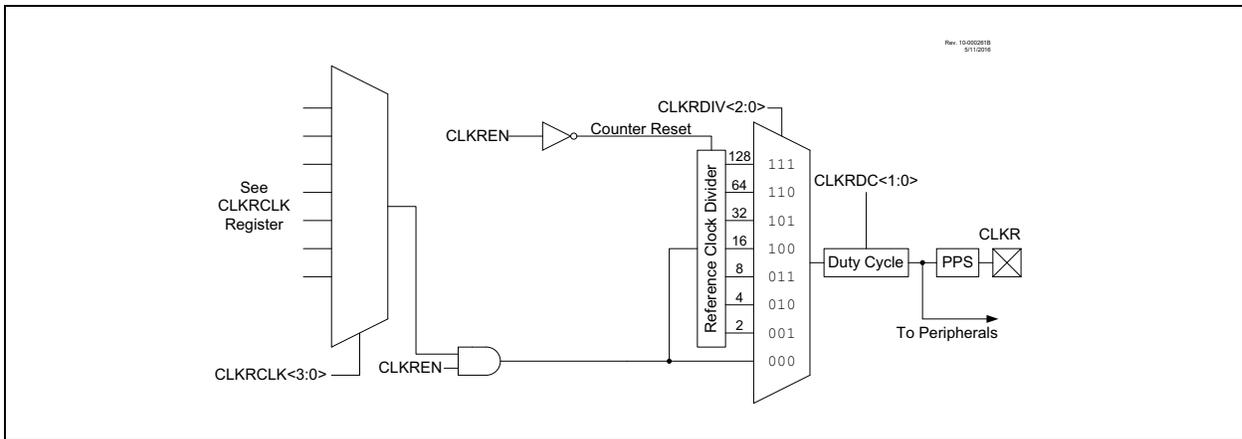 Rev. 10-000261B
5/11/2016
CLKRDIV<2:0>
CLKREN
Counter Reset
See
CLKRCLK
Register
Reference Clock Divider
128
64
32
16
8
4
2
111
110
101
100
011
010
001
000
CLKRDC<1:0>
Duty Cycle
CLKR
PPS
To Peripherals
CLKREN
CLKRCLK<3:0>